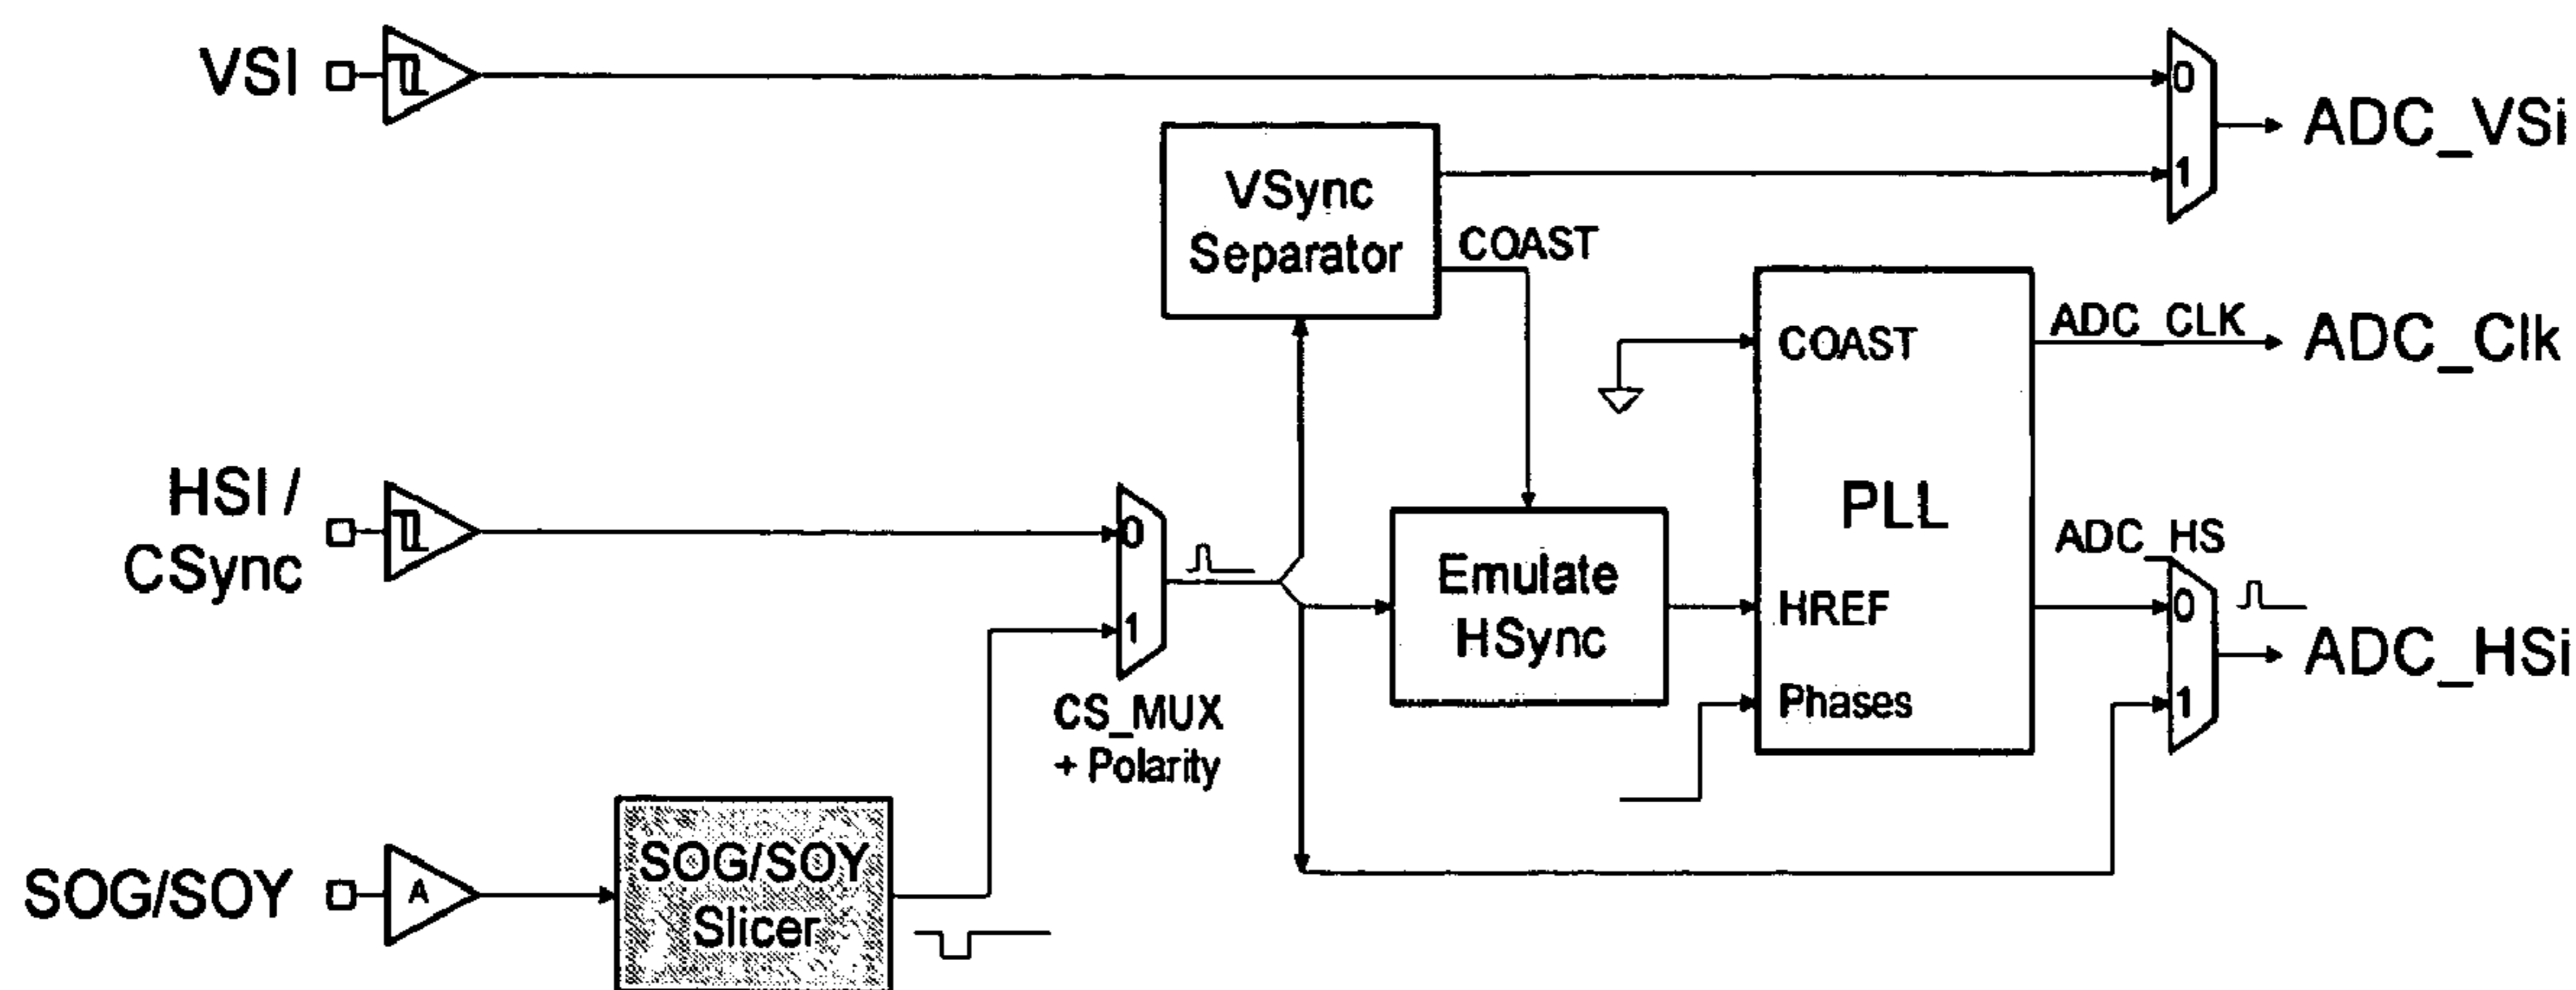 VSI
0
1
ADC_VSi
VSync
Separator
COAST
COAST
ADC_CLK
ADC_Clk
HSI /
CSync
0
1
CS_MUX
+ Polarity
Emulate
HSync
PLL
HREF
Phases
ADC_HS
0
1
ADC_HSi
SOG/SOY
A
SOG/SOY
Slicer